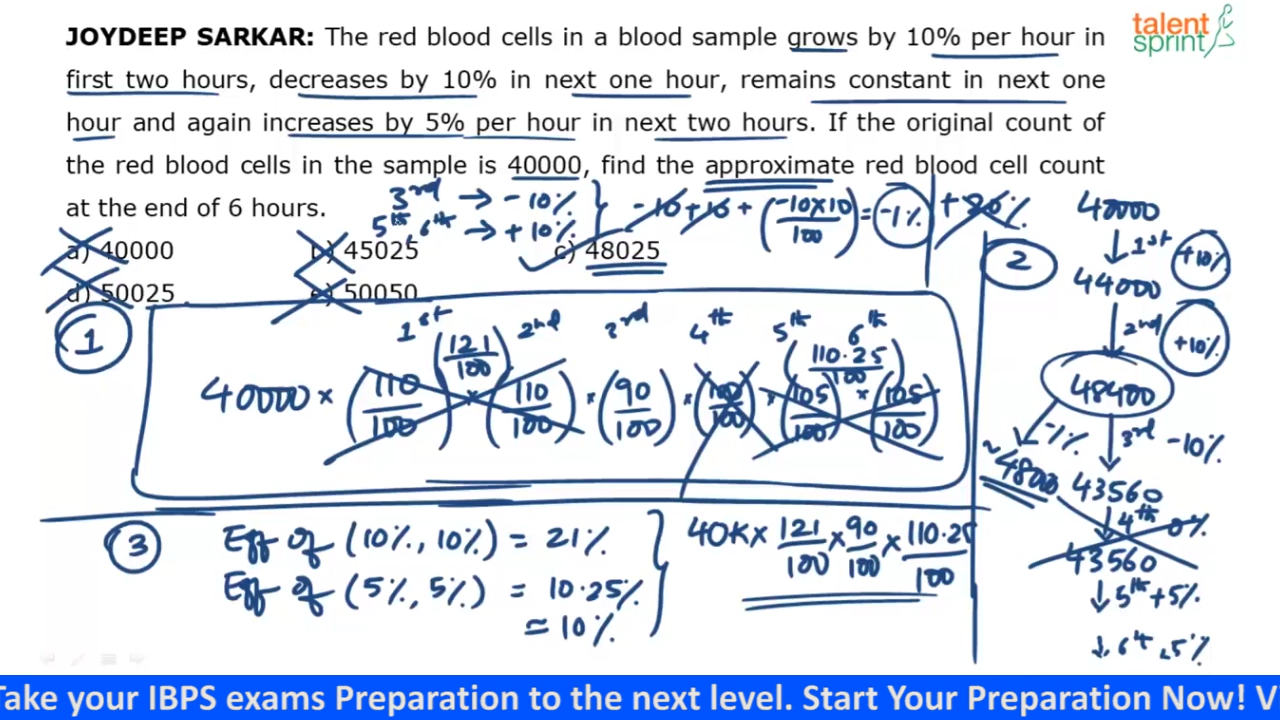 talent
sprint
JOYDEEP SARKAR: The red blood cells in a blood sample grows by 10% per hour in
first two hours, decreases by 10% in next one hour, remains constant in next one
hour and again increases by 5% per hour in next two hours. If the original count of
the red blood cells in the sample is 40000, find the approximate red blood cell count
at the end of 6 hours.
3rd → -10%
5th, 6th → +10%
-10 +10 + (-10×10/100) = -1%
+20%
a) 40000 b) 45025 c) 48025
d) 50025 e) 50050
1
1st 2nd 3rd 4th 5th 6th
(121/100) (110.25/100)
40000 × (110/100) × (110/100) × (90/100) × (100/100) × (105/100) × (105/100)
2
40000
↓ 1st +10%
44000
↓ 2nd +10%
48400
-1% ↓ 3rd -10%
~4800 43560
↓ 4th 0%
43560
↓ 5th +5%
↓ 6th 5%
3
Eff of (10%, 10%) = 21%
Eff of (5%, 5%) = 10.25%
≃ 10%
40K × 121/100 × 90/100 × 110.25/100
Take your IBPS exams Preparation to the next level. Start Your Preparation Now! V